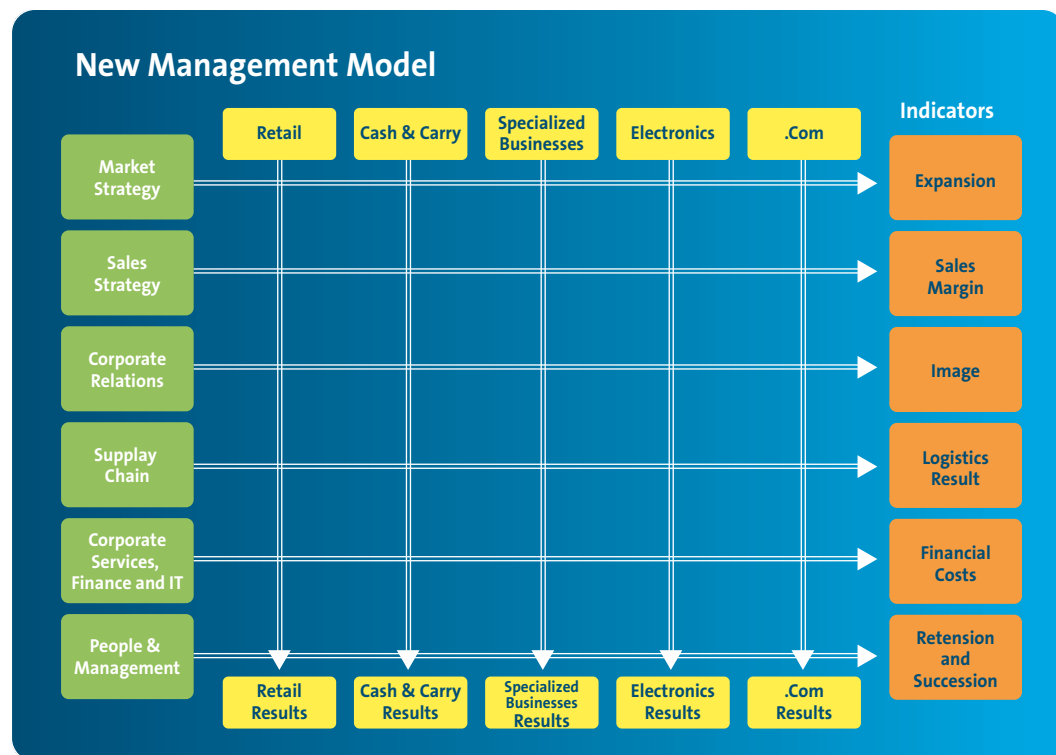 New Management Model
Indicators
Retail
Cash & Carry
Specialized
Businesses
Electronics
.Com
Market
Strategy
Expansion
Sales
Strategy
Sales
Margin
Corporate
Relations
Image
Supplay
Chain
Logistics
Result
Corporate
Services,
Finance and IT
Financial
Costs
People &
Management
Retension
and
Succession
Retail
Results
Cash & Carry
Results
Specialized
Businesses
Results
Electronics
Results
.Com
Results